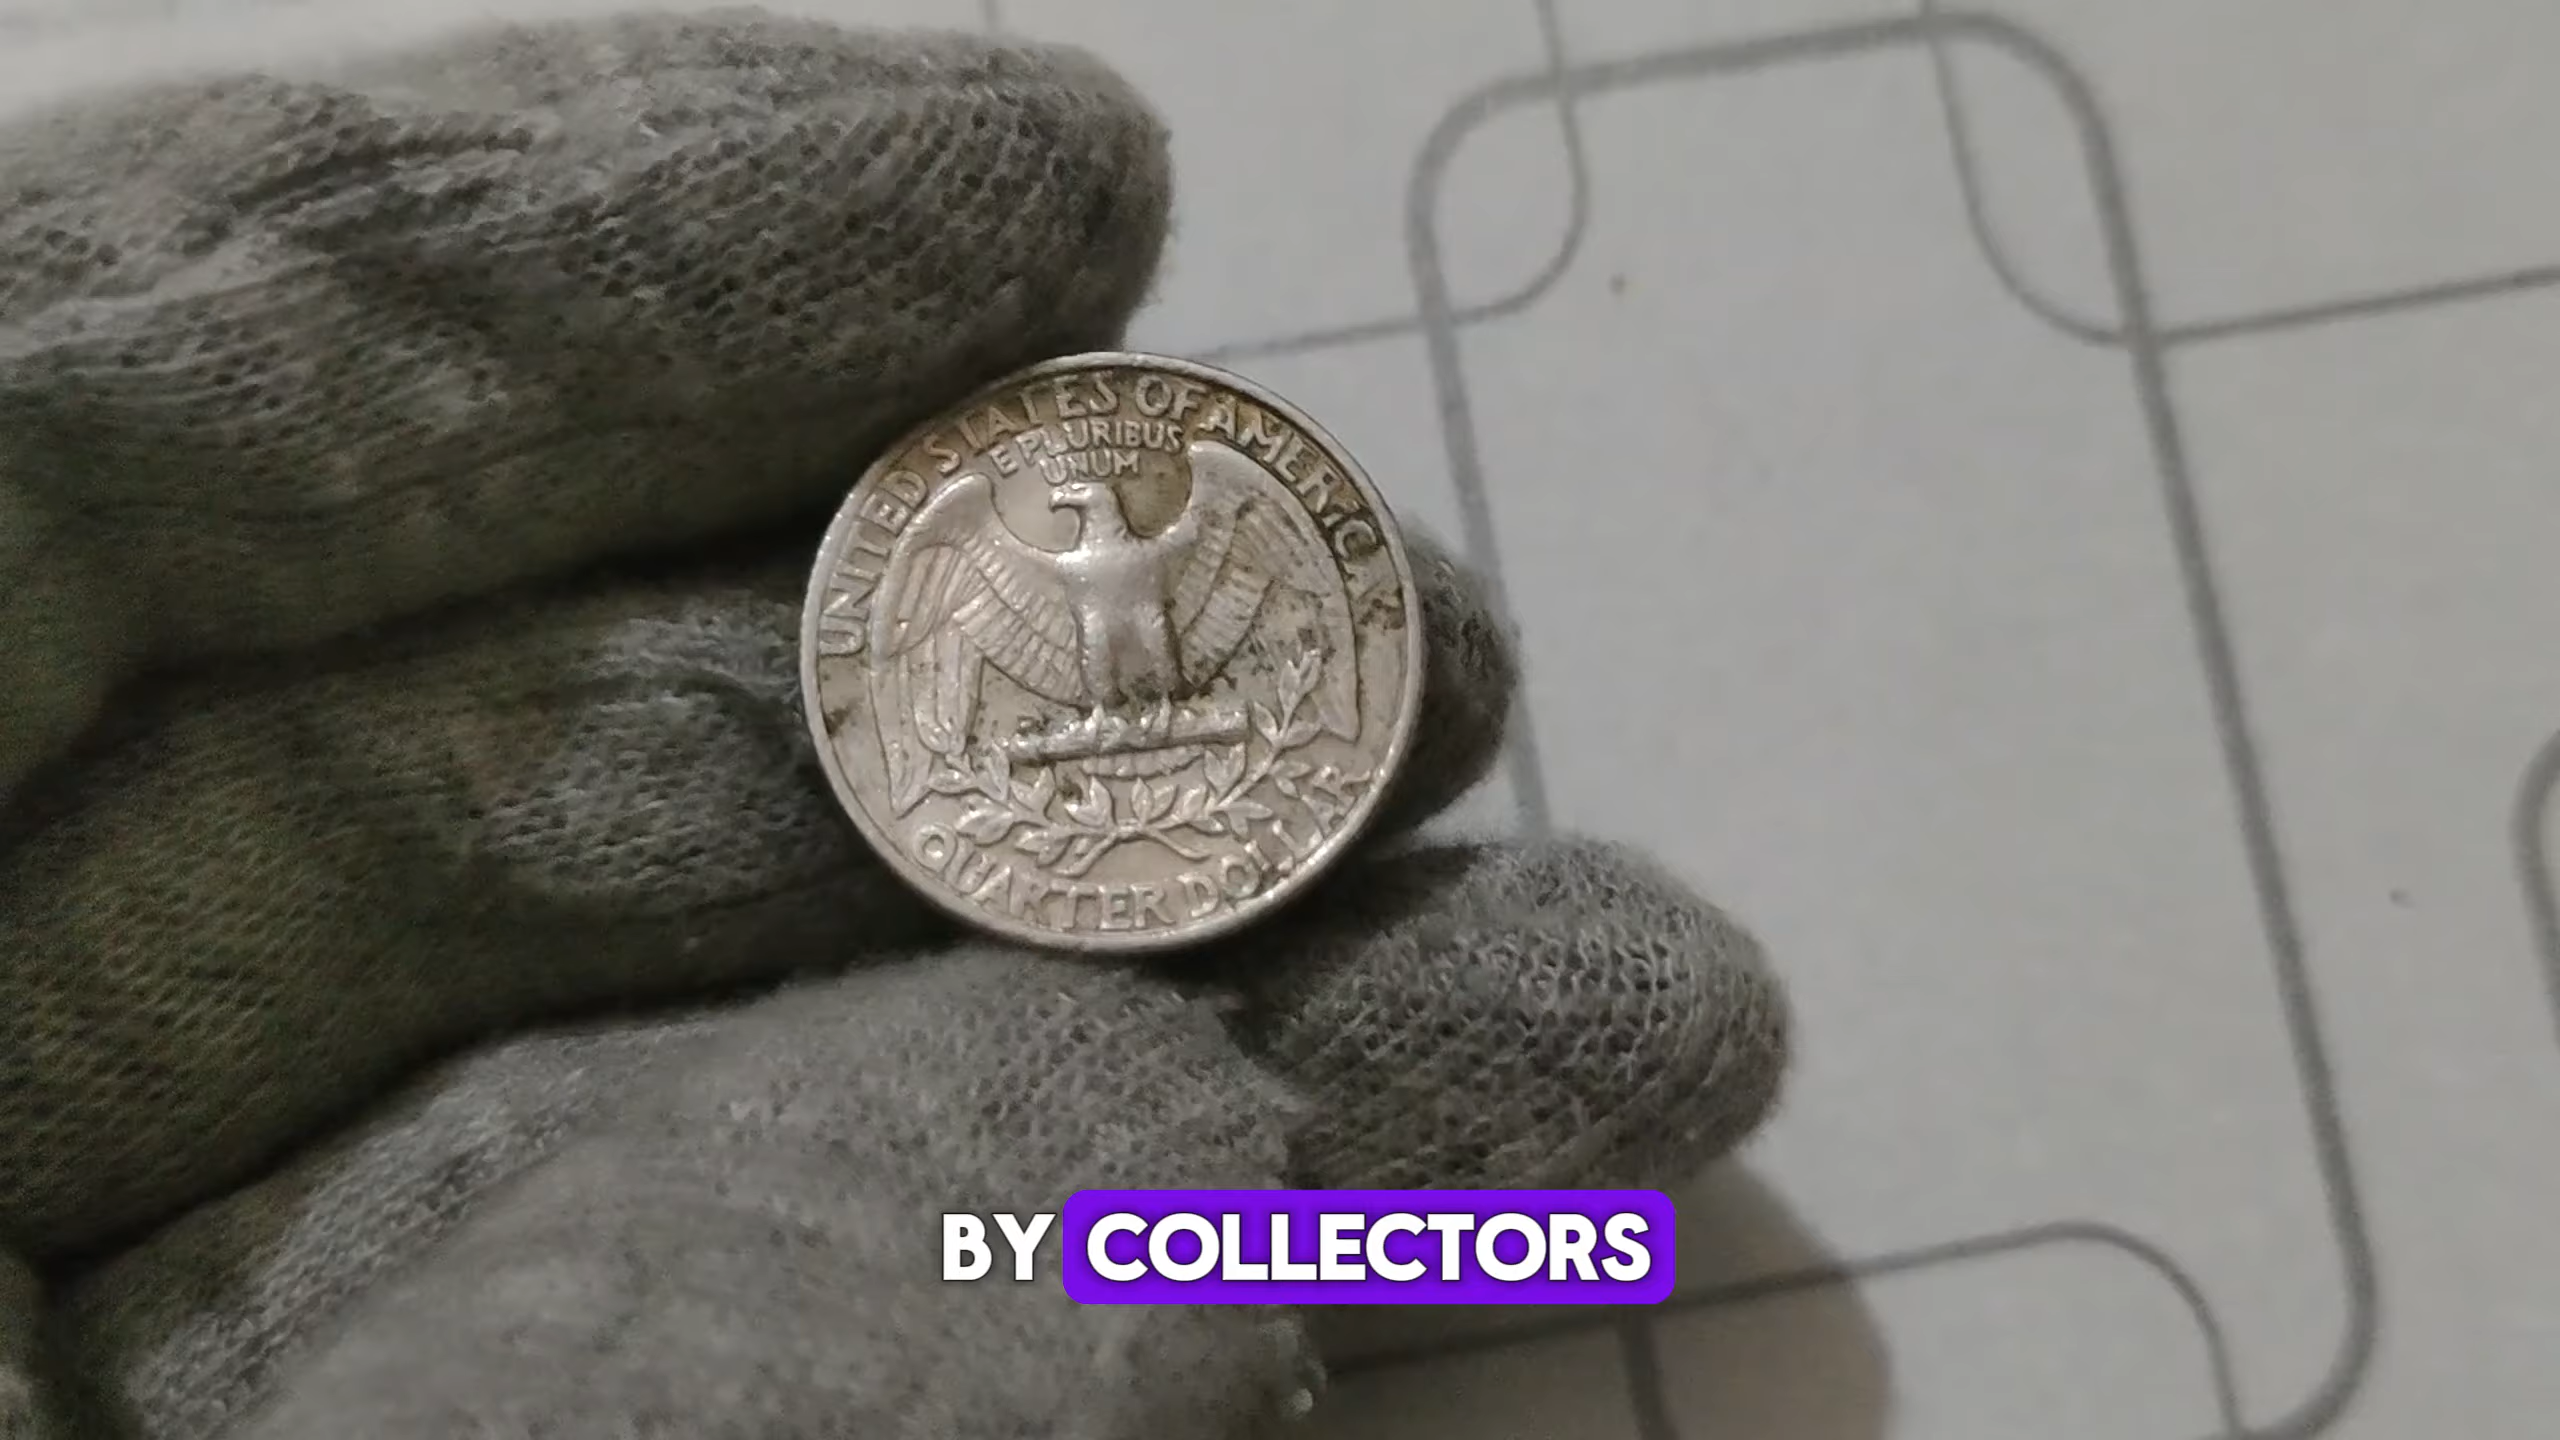 UNITED STATES OF AMERICA
E PLURIBUS
UNUM
QUARTER DOLLAR
BY COLLECTORS